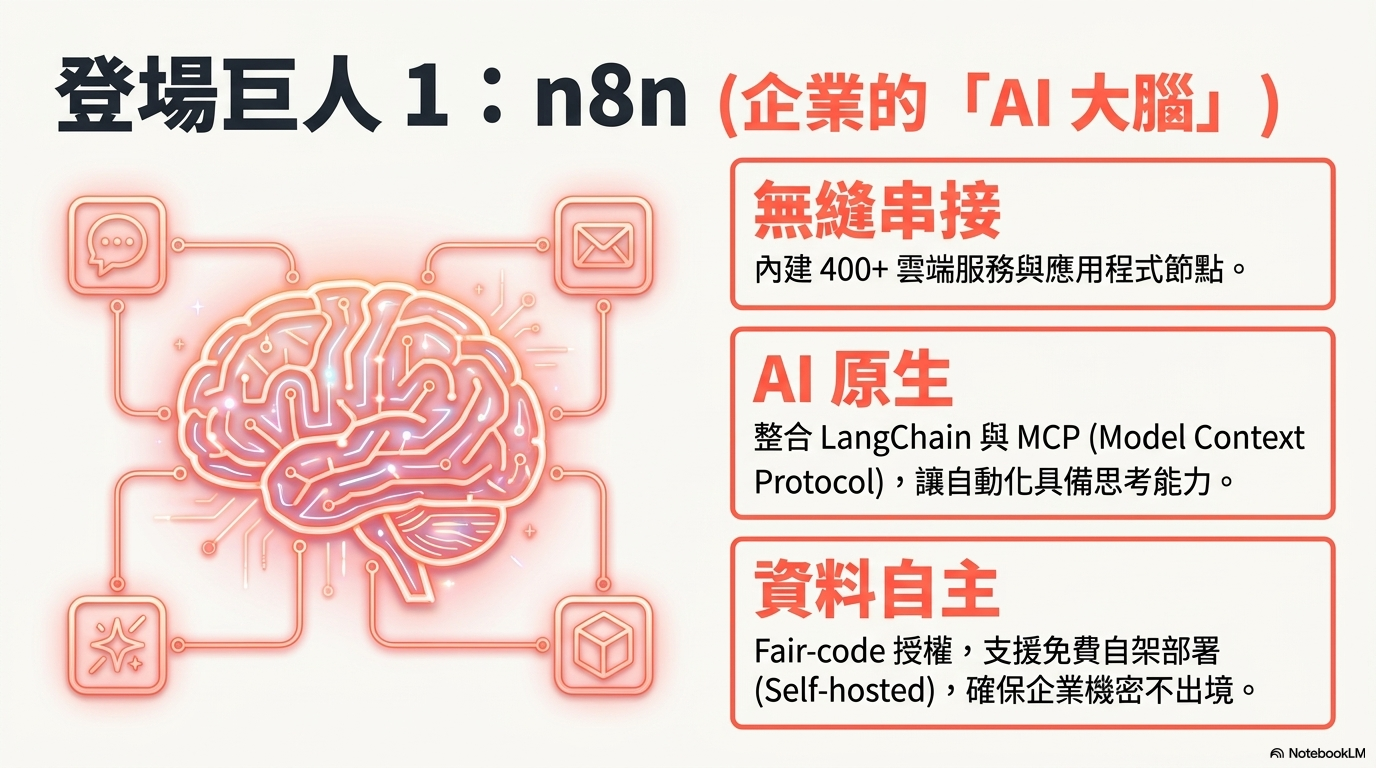 登場巨人 1：n8n (企業的「AI 大腦」)
無縫串接
內建 400+ 雲端服務與應用程式節點。
AI 原生
整合 LangChain 與 MCP (Model Context
Protocol)，讓自動化具備思考能力。
資料自主
Fair-code 授權，支援免費自架部署
(Self-hosted)，確保企業機密不出境。
NotebookLM